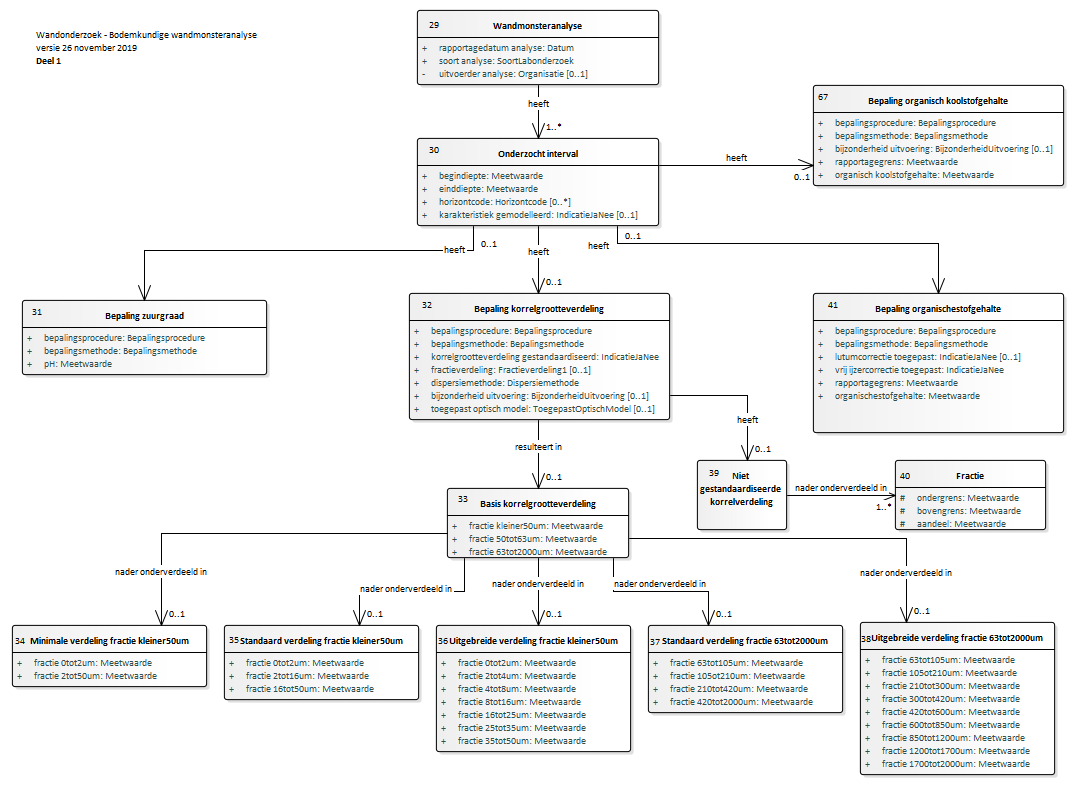 Wandonderzoek - Bodemkundige wandmonsteranalyse
versie 26 november 2019
Deel 1
29 Wandmonsteranalyse
+ rapportagedatum analyse: Datum
+ soort analyse: SoortLabonderzoek
- uitvoerder analyse: Organisatie [0..1]
heeft
1..*
30 Onderzocht interval
+ begindiepte: Meetwaarde
+ einddiepte: Meetwaarde
+ horizontcode: Horizontcode [0..*]
+ karakteristiek gemodelleerd: IndicatieJaNee [0..1]
heeft
0..1
67 Bepaling organisch koolstofgehalte
+ bepalingsprocedure: Bepalingsprocedure
+ bepalingsmethode: Bepalingsmethode
+ bijzonderheid uitvoering: BijzonderheidUitvoering [0..1]
+ rapportagegrens: Meetwaarde
+ organisch koolstofgehalte: Meetwaarde
heeft
0..1
heeft
0..1
heeft
0..1
31 Bepaling zuurgraad
+ bepalingsprocedure: Bepalingsprocedure
+ bepalingsmethode: Bepalingsmethode
+ pH: Meetwaarde
32 Bepaling korrelgrootteverdeling
+ bepalingsprocedure: Bepalingsprocedure
+ bepalingsmethode: Bepalingsmethode
+ korrelgrootteverdeling gestandaardiseerd: IndicatieJaNee
+ fractieverdeling: Fractieverdeling1 [0..1]
+ dispersiemethode: Dispersiemethode
+ bijzonderheid uitvoering: BijzonderheidUitvoering [0..1]
+ toegepast optisch model: ToegepastOptischModel [0..1]
41 Bepaling organischestofgehalte
+ bepalingsprocedure: Bepalingsprocedure
+ bepalingsmethode: Bepalingsmethode
+ lutumcorrectie toegepast: IndicatieJaNee [0..1]
+ vrij ijzercorrectie toegepast: IndicatieJaNee
+ rapportagegrens: Meetwaarde
+ organischestofgehalte: Meetwaarde
heeft
0..1
resulteert in
0..1
39 Niet
gestandaardiseerde
korrelverdeling
nader onderverdeeld in
1..*
40 Fractie
# ondergrens: Meetwaarde
# bovengrens: Meetwaarde
# aandeel: Meetwaarde
33 Basis korrelgrootteverdeling
+ fractie kleiner50um: Meetwaarde
+ fractie 50tot63um: Meetwaarde
+ fractie 63tot2000um: Meetwaarde
nader onderverdeeld in
0..1
nader onderverdeeld in
0..1
nader onderverdeeld in
0..1
nader onderverdeeld in
0..1
nader onderverdeeld in
0..1
34 Minimale verdeling fractie kleiner50um
+ fractie 0tot2um: Meetwaarde
+ fractie 2tot50um: Meetwaarde
35 Standaard verdeling fractie kleiner50um
+ fractie 0tot2um: Meetwaarde
+ fractie 2tot16um: Meetwaarde
+ fractie 16tot50um: Meetwaarde
36 Uitgebreide verdeling fractie kleiner50um
+ fractie 0tot2um: Meetwaarde
+ fractie 2tot4um: Meetwaarde
+ fractie 4tot8um: Meetwaarde
+ fractie 8tot16um: Meetwaarde
+ fractie 16tot25um: Meetwaarde
+ fractie 25tot35um: Meetwaarde
+ fractie 35tot50um: Meetwaarde
37 Standaard verdeling fractie 63tot2000um
+ fractie 63tot105um: Meetwaarde
+ fractie 105tot210um: Meetwaarde
+ fractie 210tot420um: Meetwaarde
+ fractie 420tot2000um: Meetwaarde
38 Uitgebreide verdeling fractie 63tot2000um
+ fractie 63tot105um: Meetwaarde
+ fractie 105tot210um: Meetwaarde
+ fractie 210tot300um: Meetwaarde
+ fractie 300tot420um: Meetwaarde
+ fractie 420tot600um: Meetwaarde
+ fractie 600tot850um: Meetwaarde
+ fractie 850tot1200um: Meetwaarde
+ fractie 1200tot1700um: Meetwaarde
+ fractie 1700tot2000um: Meetwaarde